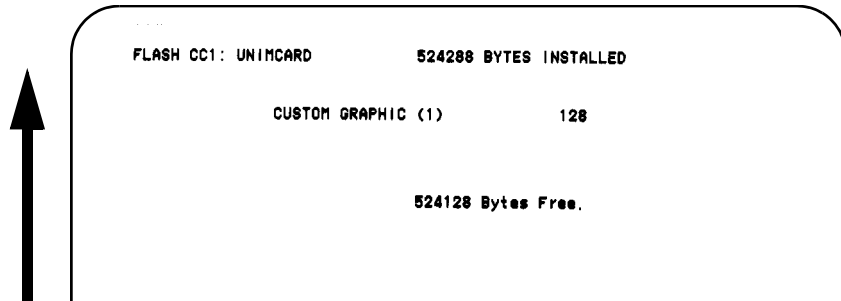 FLASH CC1: UNIMCARD 524288 BYTES INSTALLED
CUSTOM GRAPHIC (1) 128
524128 Bytes Free.